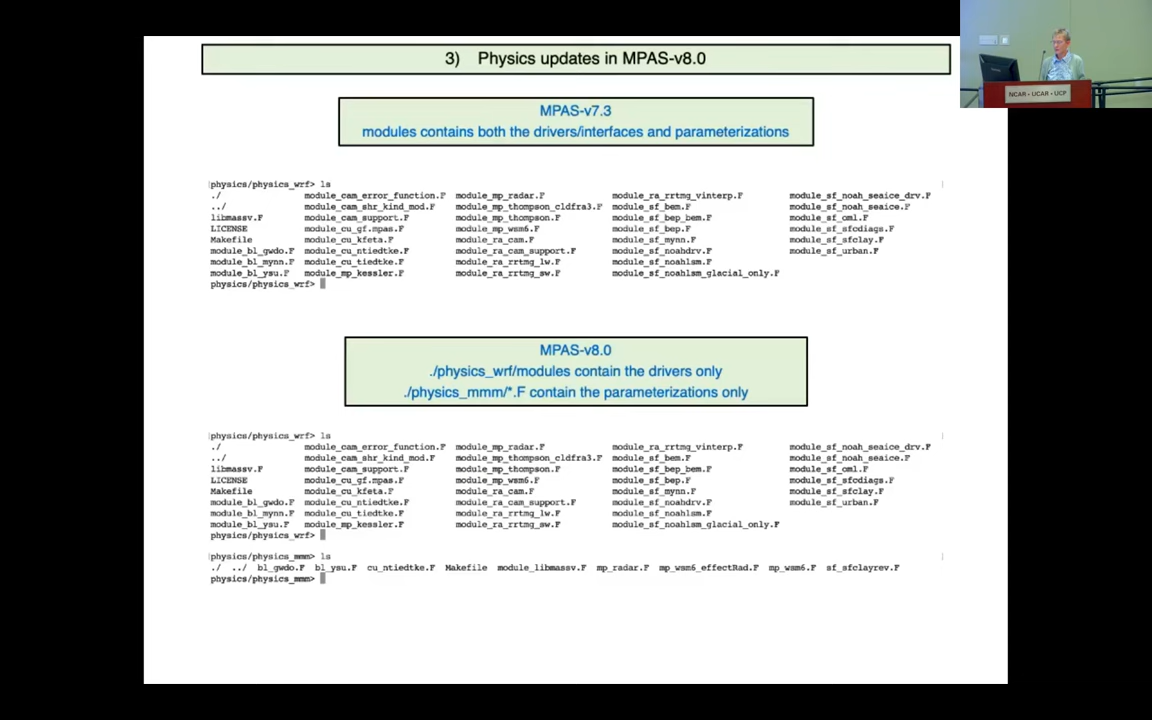 3) Physics updates in MPAS-v8.0
MPAS-v7.3
modules contains both the drivers/interfaces and parameterizations
physics/physics_wrf> ls
./ module_cam_error_function.F module_mp_radar.F module_ra_rrtmg_vinterp.F module_sf_noah_seaice_drv.F
../ module_cam_shr_kind_mod.F module_mp_thompson_cldfra3.F module_sf_bem.F module_sf_noah_seaice.F
libmassv.F module_cam_support.F module_mp_thompson.F module_sf_bep_bem.F module_sf_oml.F
LICENSE module_cu_gf.mpas.F module_mp_wsm6.F module_sf_bep.F module_sf_sfcdiags.F
Makefile module_cu_kfeta.F module_ra_cam.F module_sf_mynn.F module_sf_sfclay.F
module_bl_gwdo.F module_cu_ntiedtke.F module_ra_cam_support.F module_sf_noahdrv.F module_sf_urban.F
module_bl_mynn.F module_cu_tiedtke.F module_ra_rrtmg_lw.F module_sf_noahlsm.F
module_bl_ysu.F module_mp_kessler.F module_ra_rrtmg_sw.F module_sf_noahlsm_glacial_only.F
physics/physics_wrf>
MPAS-v8.0
./physics_wrf/modules contain the drivers only
./physics_mmm/*.F contain the parameterizations only
physics/physics_wrf> ls
./ module_cam_error_function.F module_mp_radar.F module_ra_rrtmg_vinterp.F module_sf_noah_seaice_drv.F
../ module_cam_shr_kind_mod.F module_mp_thompson_cldfra3.F module_sf_bem.F module_sf_noah_seaice.F
libmassv.F module_cam_support.F module_mp_thompson.F module_sf_bep_bem.F module_sf_oml.F
LICENSE module_cu_gf.mpas.F module_mp_wsm6.F module_sf_bep.F module_sf_sfcdiags.F
Makefile module_cu_kfeta.F module_ra_cam.F module_sf_mynn.F module_sf_sfclay.F
module_bl_gwdo.F module_cu_ntiedtke.F module_ra_cam_support.F module_sf_noahdrv.F module_sf_urban.F
module_bl_mynn.F module_cu_tiedtke.F module_ra_rrtmg_lw.F module_sf_noahlsm.F
module_bl_ysu.F module_mp_kessler.F module_ra_rrtmg_sw.F module_sf_noahlsm_glacial_only.F
physics/physics_wrf>
physics/physics_mmm> ls
./ ../ bl_gwdo.F bl_ysu.F cu_ntiedtke.F Makefile module_libmassv.F mp_radar.F mp_wsm6_effectRad.F mp_wsm6.F sf_sfclayrev.F
physics/physics_mmm>
NCAR • UCAR • UCP